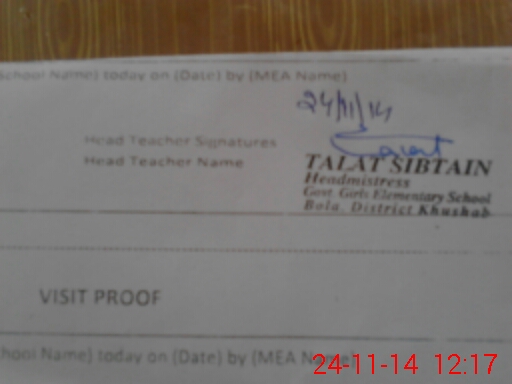 School Name) today on (Date) by (MEA Name)
24/11/14
Head Teacher Signatures
Head Teacher Name
TALAT SIBTAIN
Headmistress
Govt. Girls Elementary School
Bola, District Khushab
VISIT PROOF
hool Name) today on (Date) by (MEA Name)
24-11-14 12:17